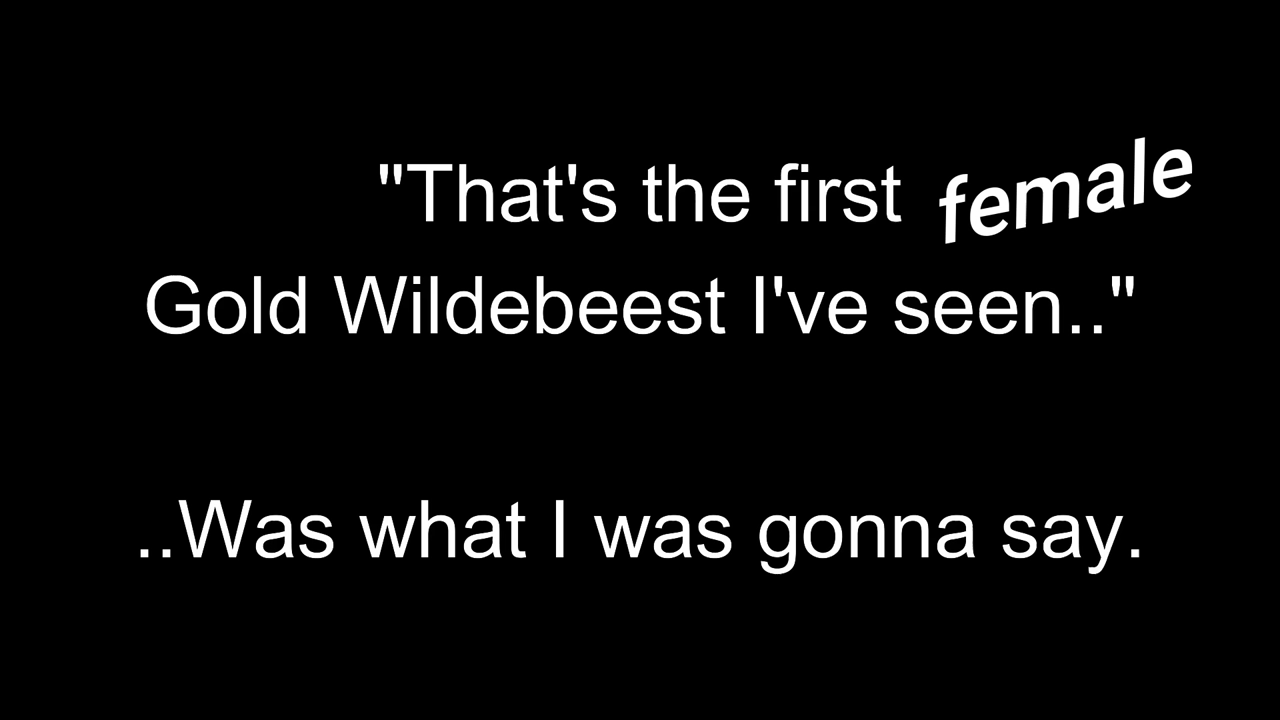 "That's the first female
Gold Wildebeest I've seen.."
..Was what I was gonna say.